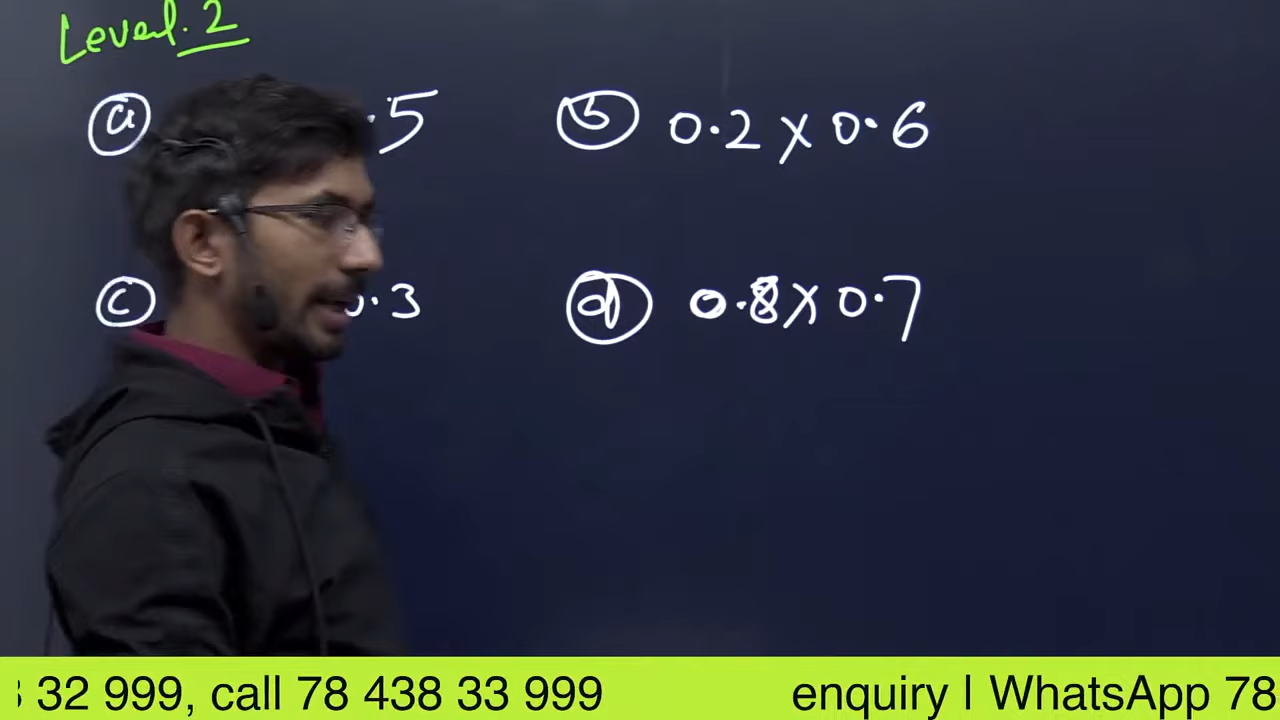 Level. 2
a .5
b 0.2 x 0.6
c 0.3
d 0.8 x 0.7
32 999, call 78 438 33 999 enquiry I WhatsApp 78